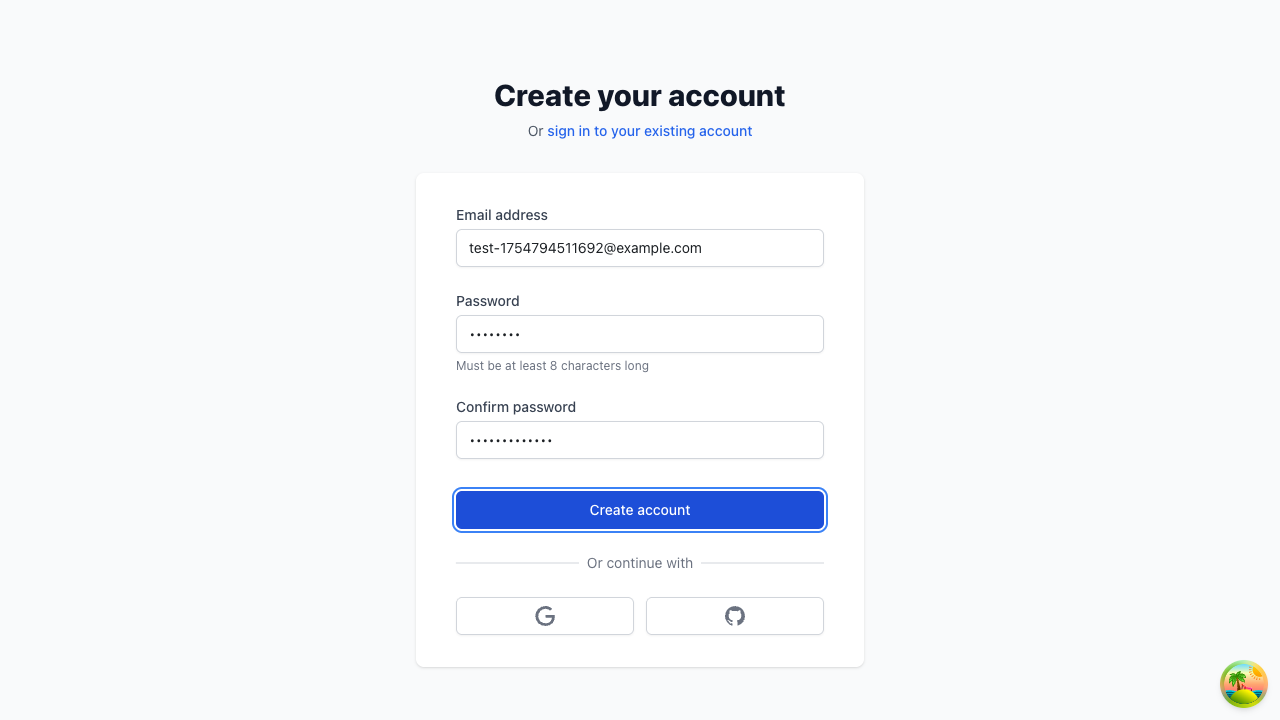 Create your account
Or sign in to your existing account
Email address
test-1754794511692@example.com
Password
••••••••
Must be at least 8 characters long
Confirm password
•••••••••••••
Create account
Or continue with